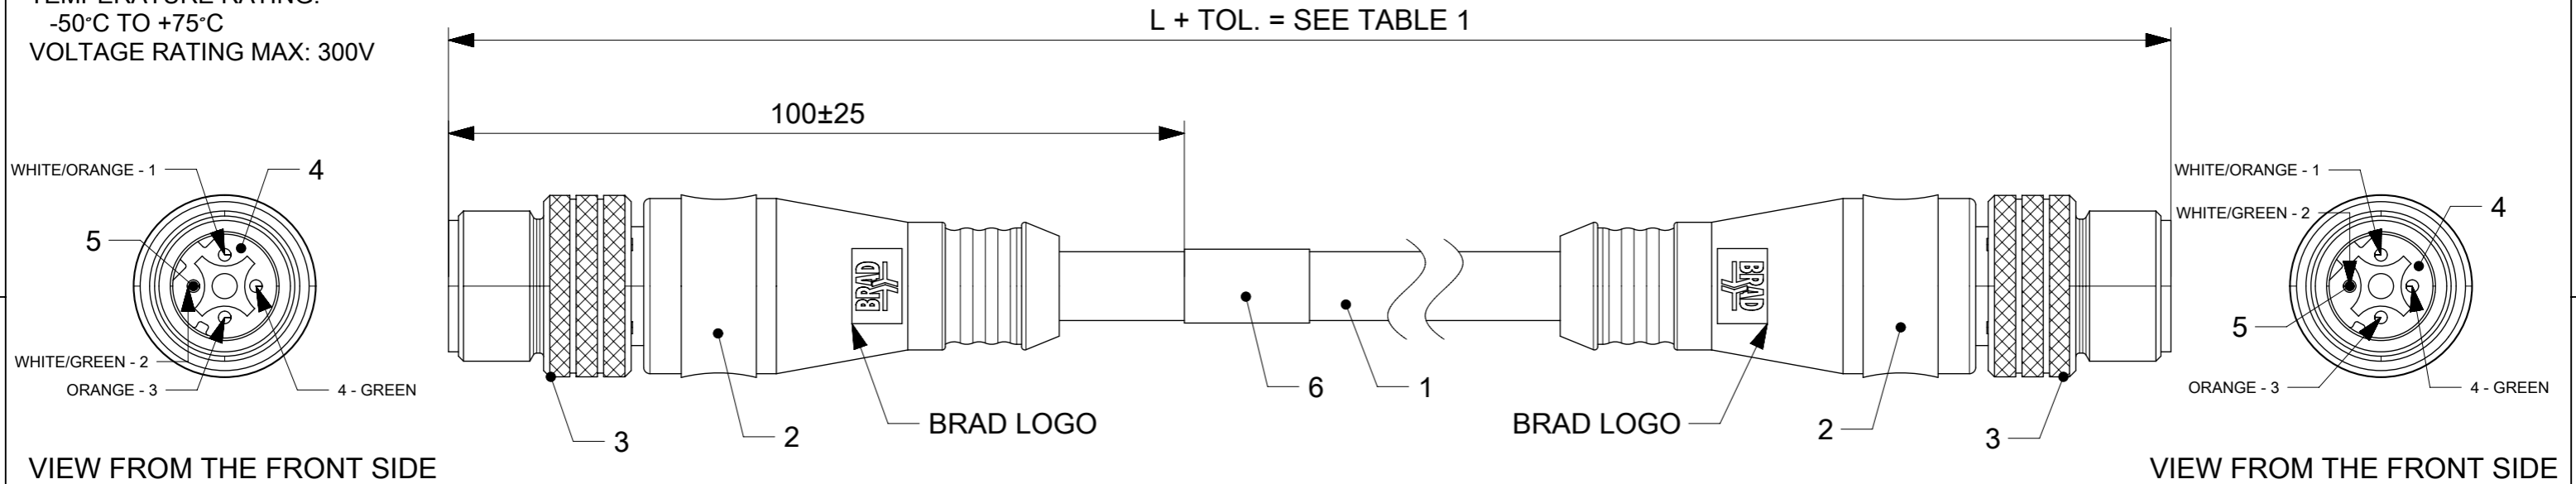 TEMPERATURE RATING:
-50°C TO +75°C
VOLTAGE RATING MAX: 300V
L + TOL. = SEE TABLE 1
100±25
WHITE/ORANGE - 1
4
5
WHITE/GREEN - 2
ORANGE - 3
4 - GREEN
VIEW FROM THE FRONT SIDE
3
2
BRAD
BRAD LOGO
6
1
BRAD
BRAD LOGO
2
3
WHITE/ORANGE - 1
WHITE/GREEN - 2
4
5
ORANGE - 3
4 - GREEN
VIEW FROM THE FRONT SIDE